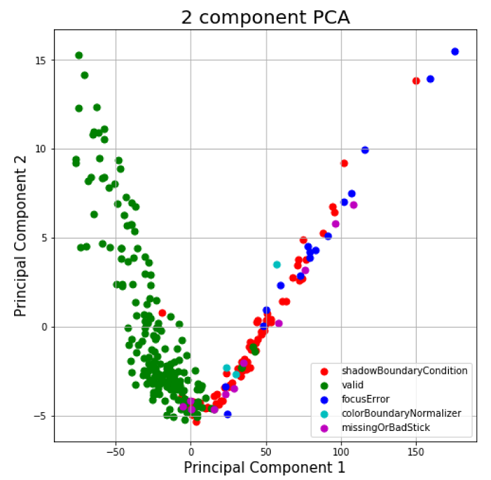 2 component PCA
15
10
5
0
−5
Principal Component 2
−50
0
50
100
150
Principal Component 1
shadowBoundaryCondition
valid
focusError
colorBoundaryNormalizer
missingOrBadStick